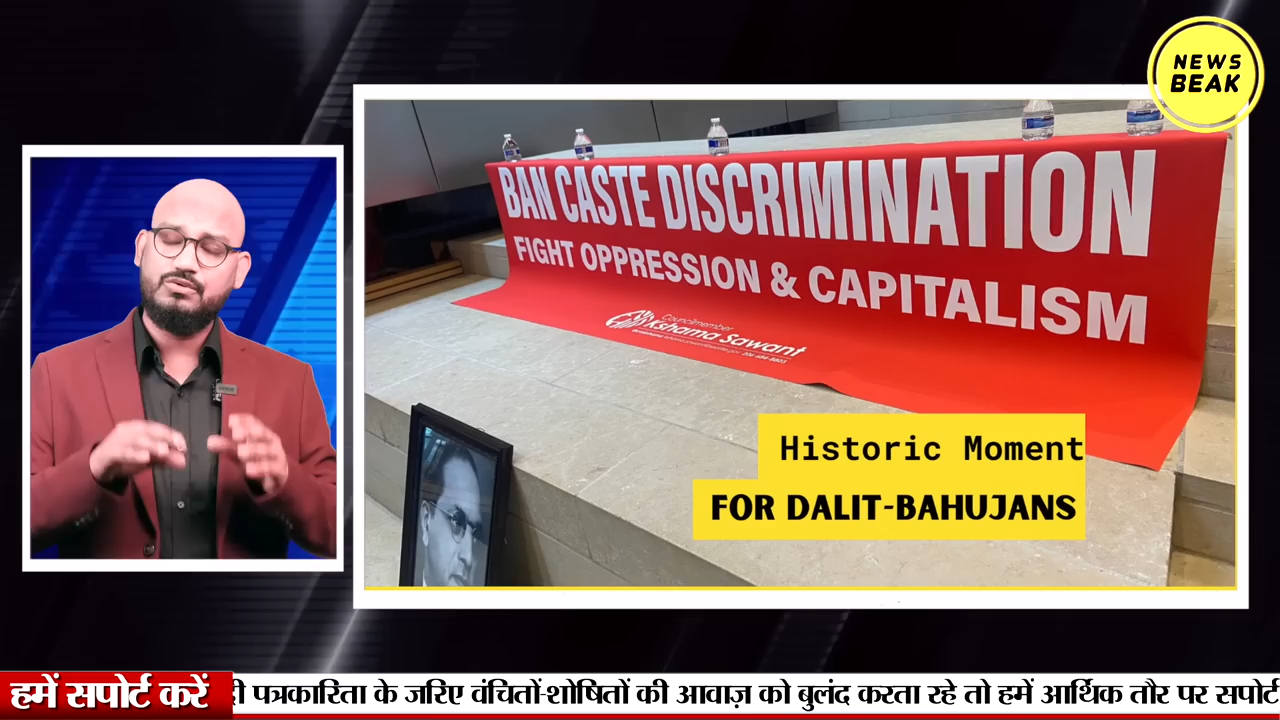 NEWS
BEAK
BAN CASTE DISCRIMINATION
FIGHT OPPRESSION & CAPITALISM
Councilmember
Kshama Sawant
Historic Moment
FOR DALIT-BAHUJANS
हमें सपोर्ट करें
पत्रकारिता के जरिए वंचितों-शोषितों की आवाज़ को बुलंद करता रहे तो हमें आर्थिक तौर पर सपोर्ट